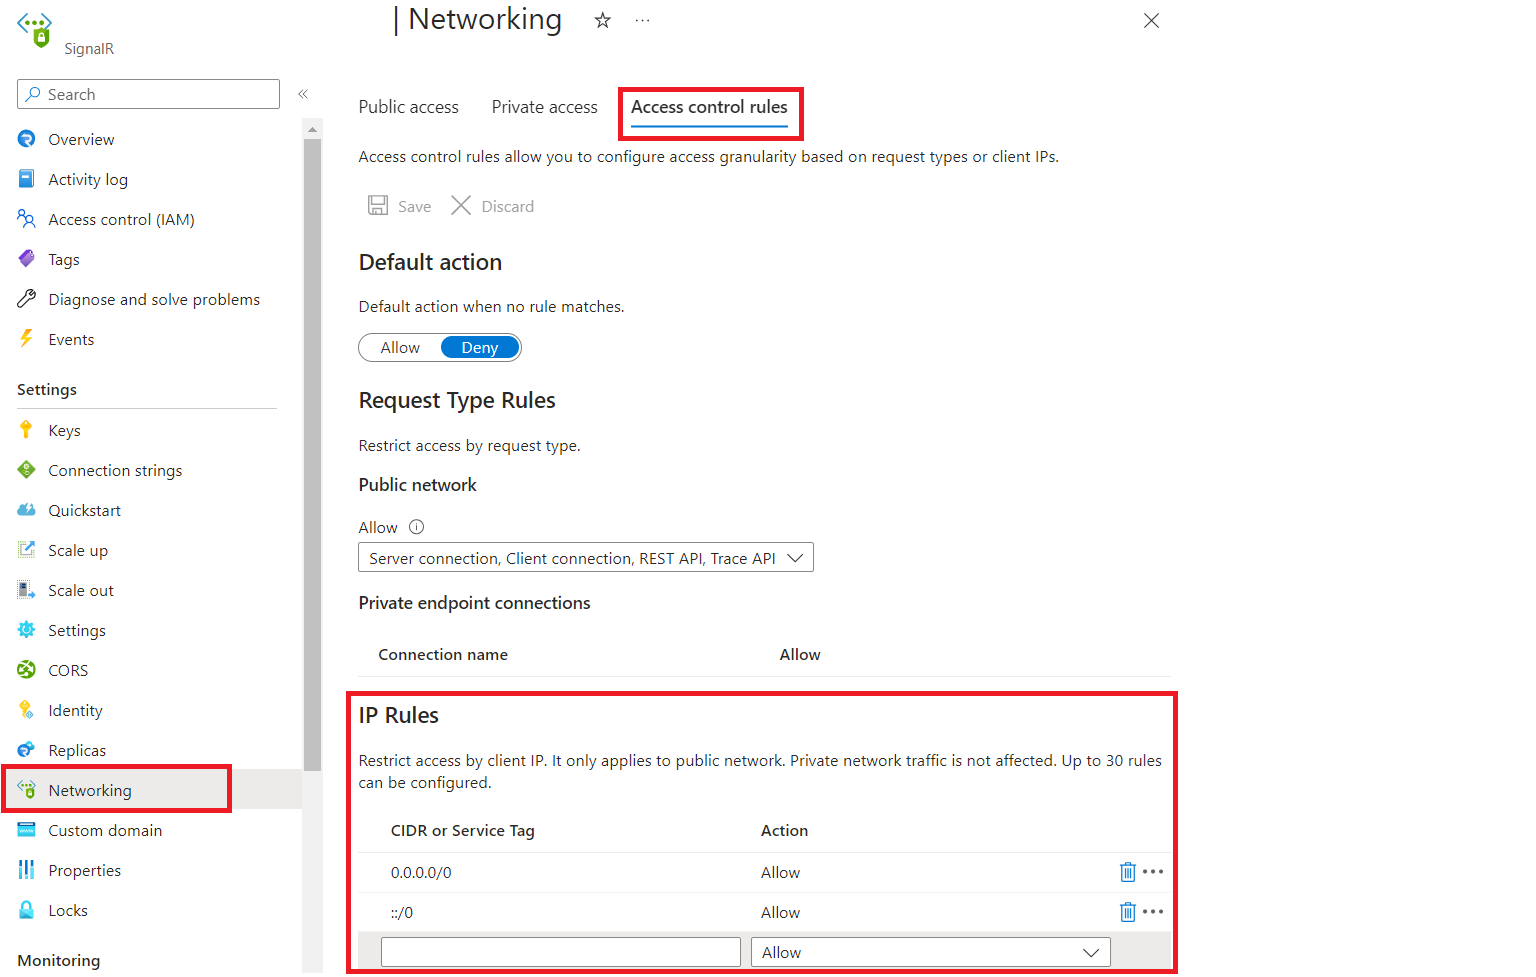 | Networking
SignalR
Search
Overview
Activity log
Access control (IAM)
Tags
Diagnose and solve problems
Events
Settings
Keys
Connection strings
Quickstart
Scale up
Scale out
Settings
CORS
Identity
Replicas
Networking
Custom domain
Properties
Locks
Monitoring
Public access Private access Access control rules
Access control rules allow you to configure access granularity based on request types or client IPs.
Save Discard
Default action
Default action when no rule matches.
Allow Deny
Request Type Rules
Restrict access by request type.
Public network
Allow
Server connection, Client connection, REST API, Trace API
Private endpoint connections
Connection name Allow
IP Rules
Restrict access by client IP. It only applies to public network. Private network traffic is not affected. Up to 30 rules
can be configured.
CIDR or Service Tag Action
0.0.0.0/0 Allow
::/0 Allow
Allow